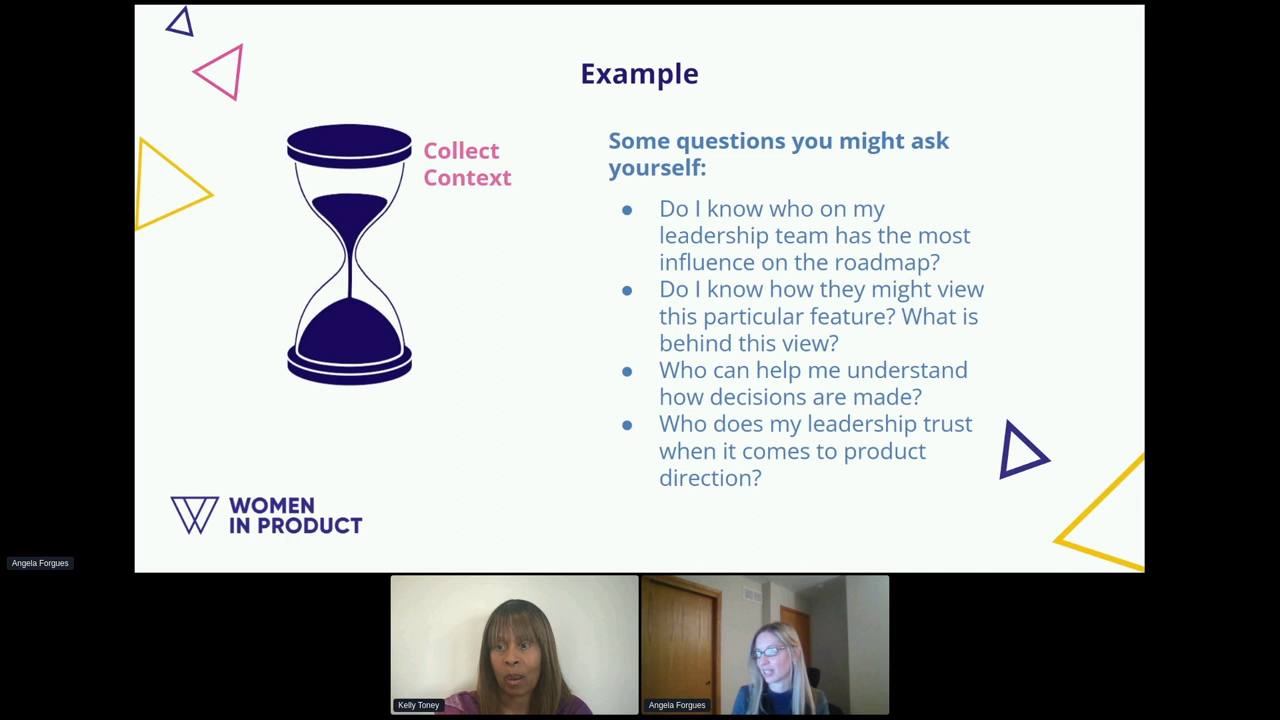 Example
Collect
Context
Some questions you might ask
yourself:
● Do I know who on my
leadership team has the most
influence on the roadmap?
● Do I know how they might view
this particular feature? What is
behind this view?
● Who can help me understand
how decisions are made?
● Who does my leadership trust
when it comes to product
direction?
WOMEN
IN PRODUCT
Angela Forgues
Kelly Toney
Angela Forgues